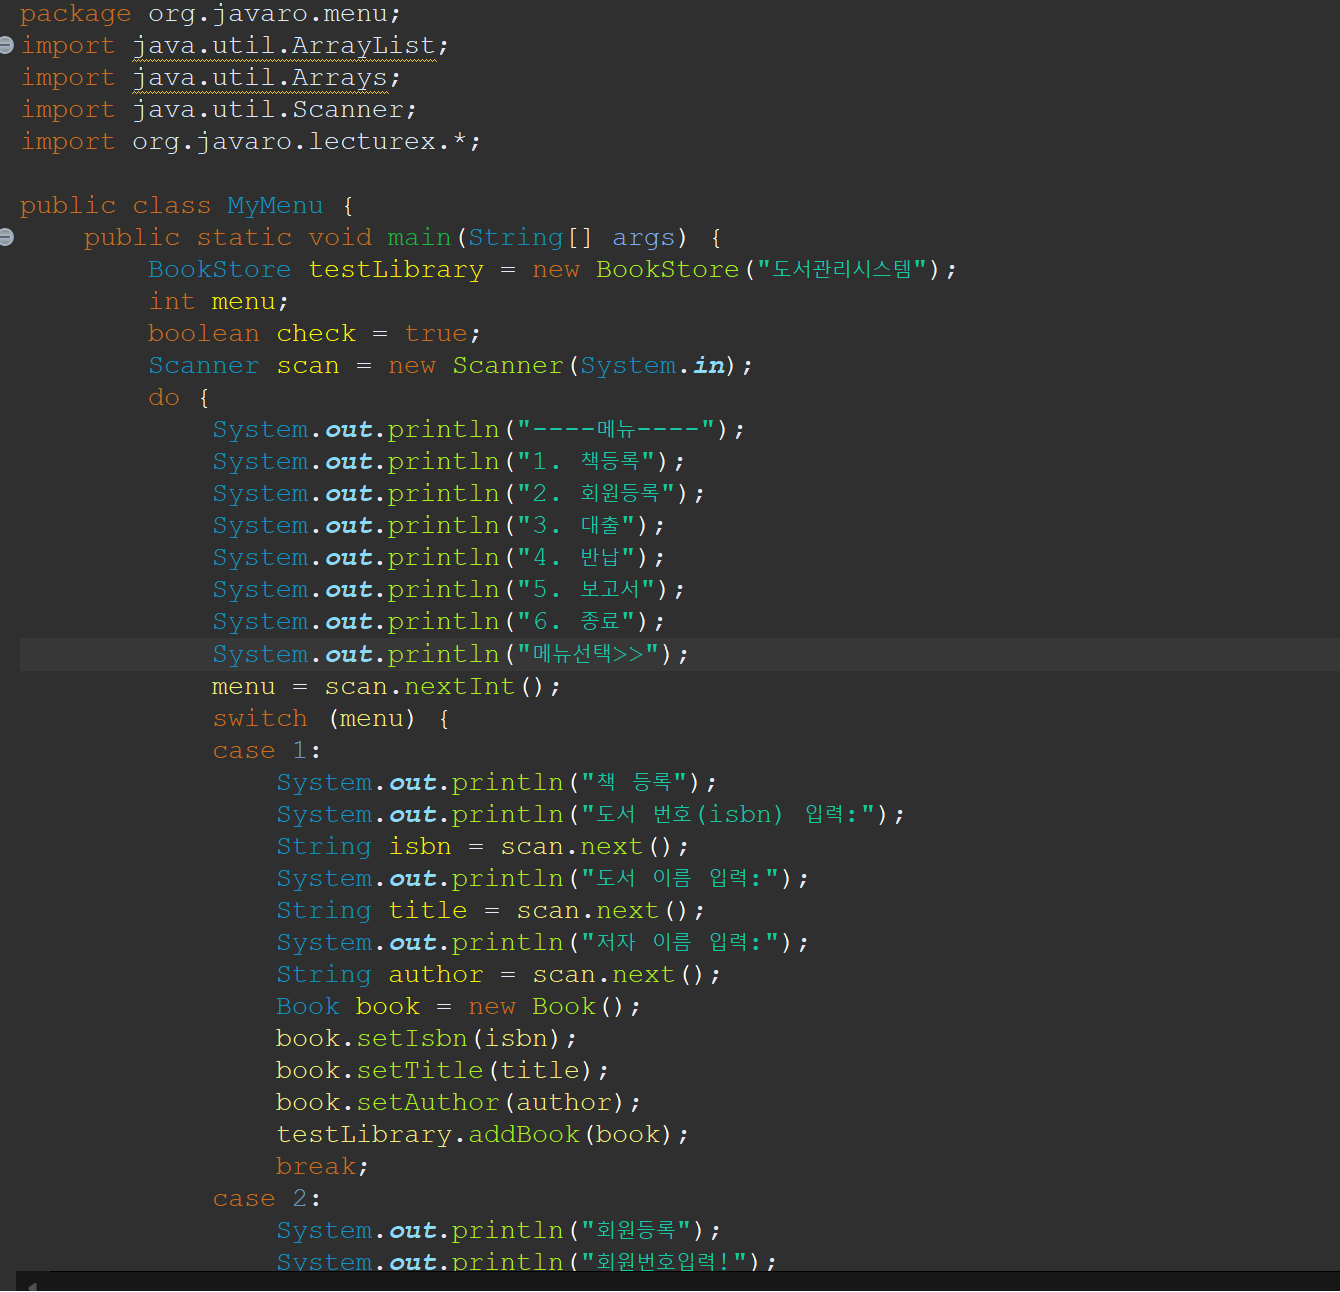 package org.javaro.menu;
import java.util.ArrayList;
import java.util.Arrays;
import java.util.Scanner;
import org.javaro.lecturex.*;
public class MyMenu {
public static void main(String[] args) {
BookStore testLibrary = new BookStore("도서관리시스템");
int menu;
boolean check = true;
Scanner scan = new Scanner(System.in);
do {
System.out.println("----메뉴----");
System.out.println("1. 책등록");
System.out.println("2. 회원등록");
System.out.println("3. 대출");
System.out.println("4. 반납");
System.out.println("5. 보고서");
System.out.println("6. 종료");
System.out.println("메뉴선택>>");
menu = scan.nextInt();
switch (menu) {
case 1:
System.out.println("책 등록");
System.out.println("도서 번호(isbn) 입력:");
String isbn = scan.next();
System.out.println("도서 이름 입력:");
String title = scan.next();
System.out.println("저자 이름 입력:");
String author = scan.next();
Book book = new Book();
book.setIsbn(isbn);
book.setTitle(title);
book.setAuthor(author);
testLibrary.addBook(book);
break;
case 2:
System.out.println("회원등록");
System.out.println("회원번호입력!");